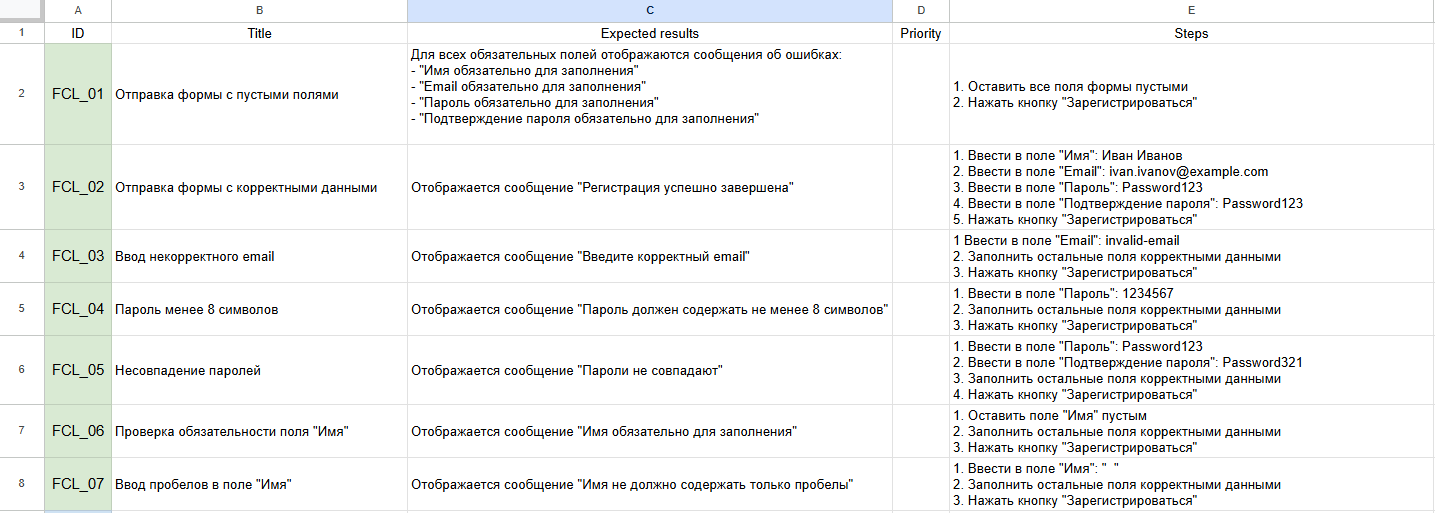 A B C D E
1 ID Title Expected results Priority Steps
2 FCL_01 Отправка формы с пустыми полями
Для всех обязательных полей отображаются сообщения об ошибках:
- "Имя обязательно для заполнения"
- "Email обязательно для заполнения"
- "Пароль обязательно для заполнения"
- "Подтверждение пароля обязательно для заполнения"
1. Оставить все поля формы пустыми
2. Нажать кнопку "Зарегистрироваться"
3 FCL_02 Отправка формы с корректными данными Отображается сообщение "Регистрация успешно завершена"
1. Ввести в поле "Имя": Иван Иванов
2. Ввести в поле "Email": ivan.ivanov@example.com
3. Ввести в поле "Пароль": Password123
4. Ввести в поле "Подтверждение пароля": Password123
5. Нажать кнопку "Зарегистрироваться"
4 FCL_03 Ввод некорректного email Отображается сообщение "Введите корректный email"
1 Ввести в поле "Email": invalid-email
2. Заполнить остальные поля корректными данными
3. Нажать кнопку "Зарегистрироваться"
5 FCL_04 Пароль менее 8 символов Отображается сообщение "Пароль должен содержать не менее 8 символов"
1. Ввести в поле "Пароль": 1234567
2. Заполнить остальные поля корректными данными
3. Нажать кнопку "Зарегистрироваться"
6 FCL_05 Несовпадение паролей Отображается сообщение "Пароли не совпадают"
1. Ввести в поле "Пароль": Password123
2. Ввести в поле "Подтверждение пароля": Password321
3. Заполнить остальные поля корректными данными
4. Нажать кнопку "Зарегистрироваться"
7 FCL_06 Проверка обязательности поля "Имя" Отображается сообщение "Имя обязательно для заполнения"
1. Оставить поле "Имя" пустым
2. Заполнить остальные поля корректными данными
3. Нажать кнопку "Зарегистрироваться"
8 FCL_07 Ввод пробелов в поле "Имя" Отображается сообщение "Имя не должно содержать только пробелы"
1. Ввести в поле "Имя": "  "
2. Заполнить остальные поля корректными данными
3. Нажать кнопку "Зарегистрироваться"